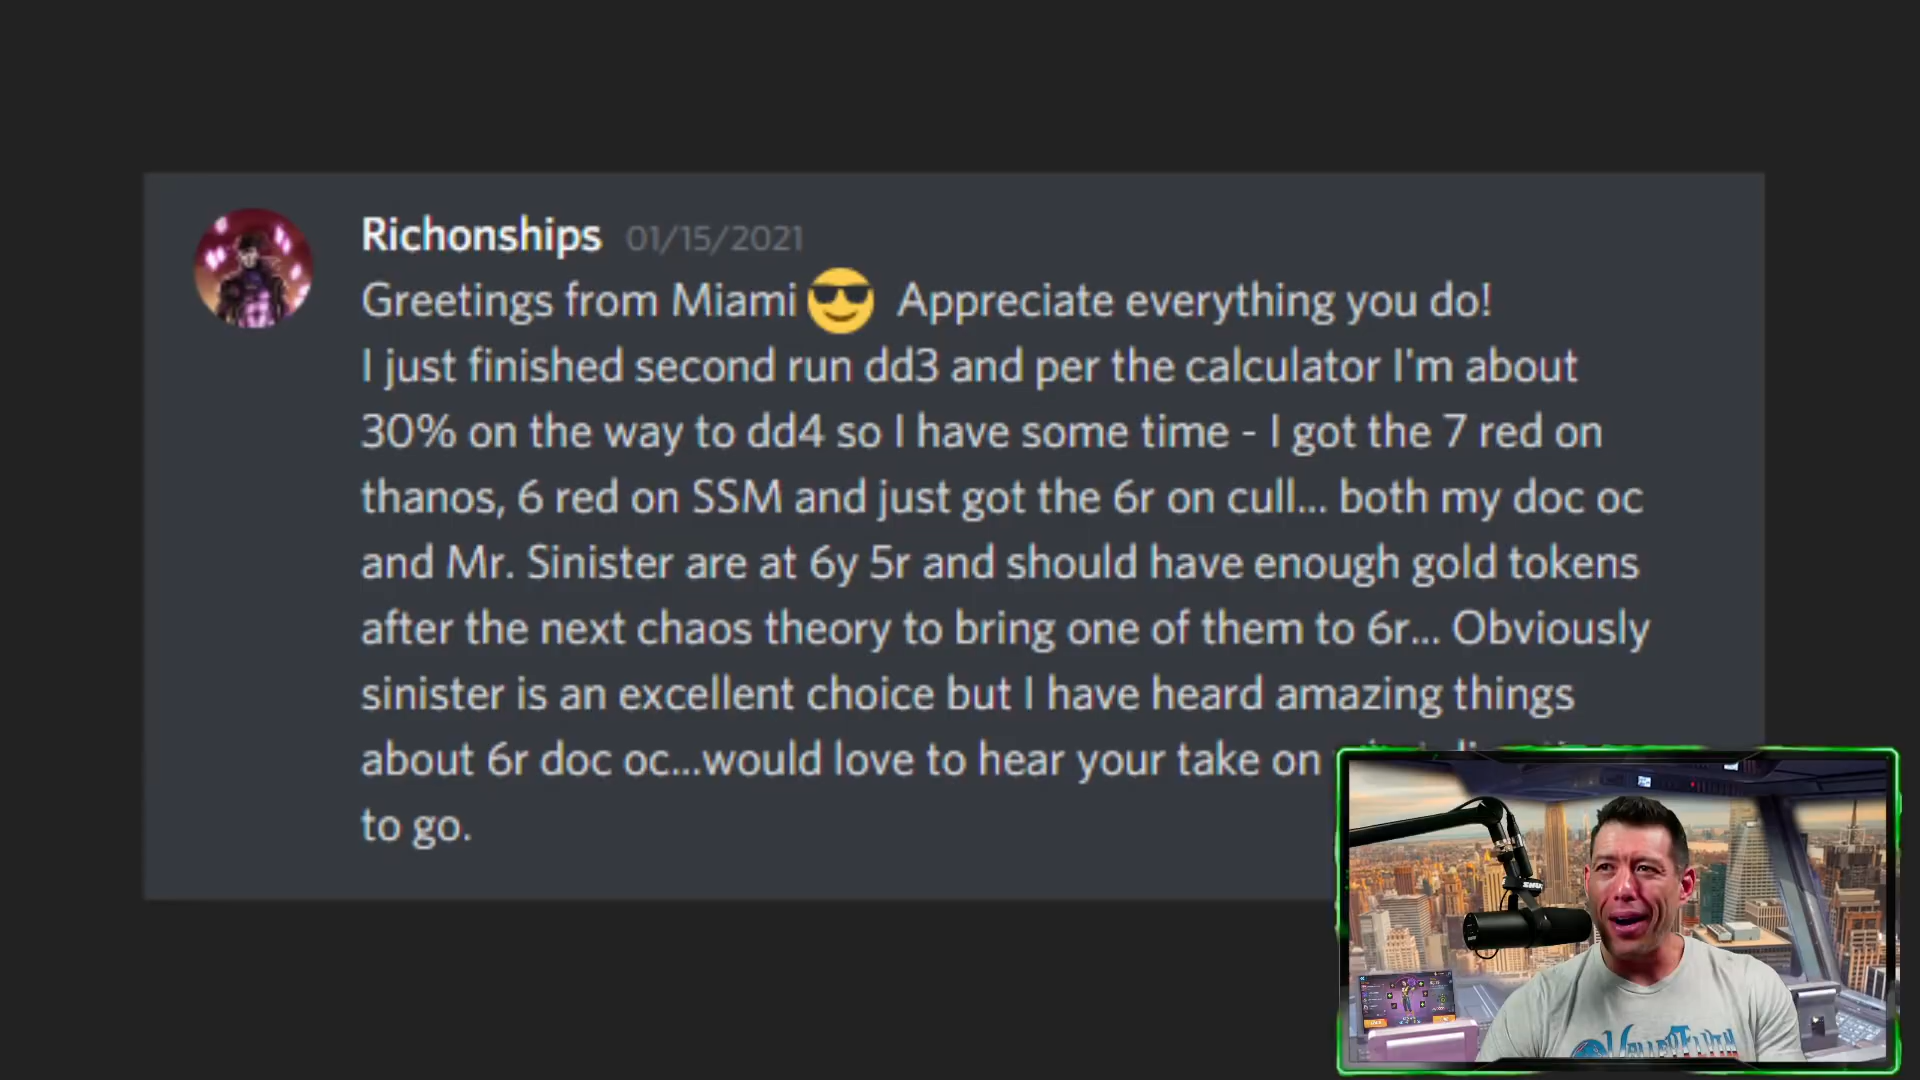 Richonships 01/15/2021
Greetings from Miami 😎 Appreciate everything you do!
I just finished second run dd3 and per the calculator I'm about
30% on the way to dd4 so I have some time - I got the 7 red on
thanos, 6 red on SSM and just got the 6r on cull... both my doc oc
and Mr. Sinister are at 6y 5r and should have enough gold tokens
after the next chaos theory to bring one of them to 6r... Obviously
sinister is an excellent choice but I have heard amazing things
about 6r doc oc...would love to hear your take on
to go.